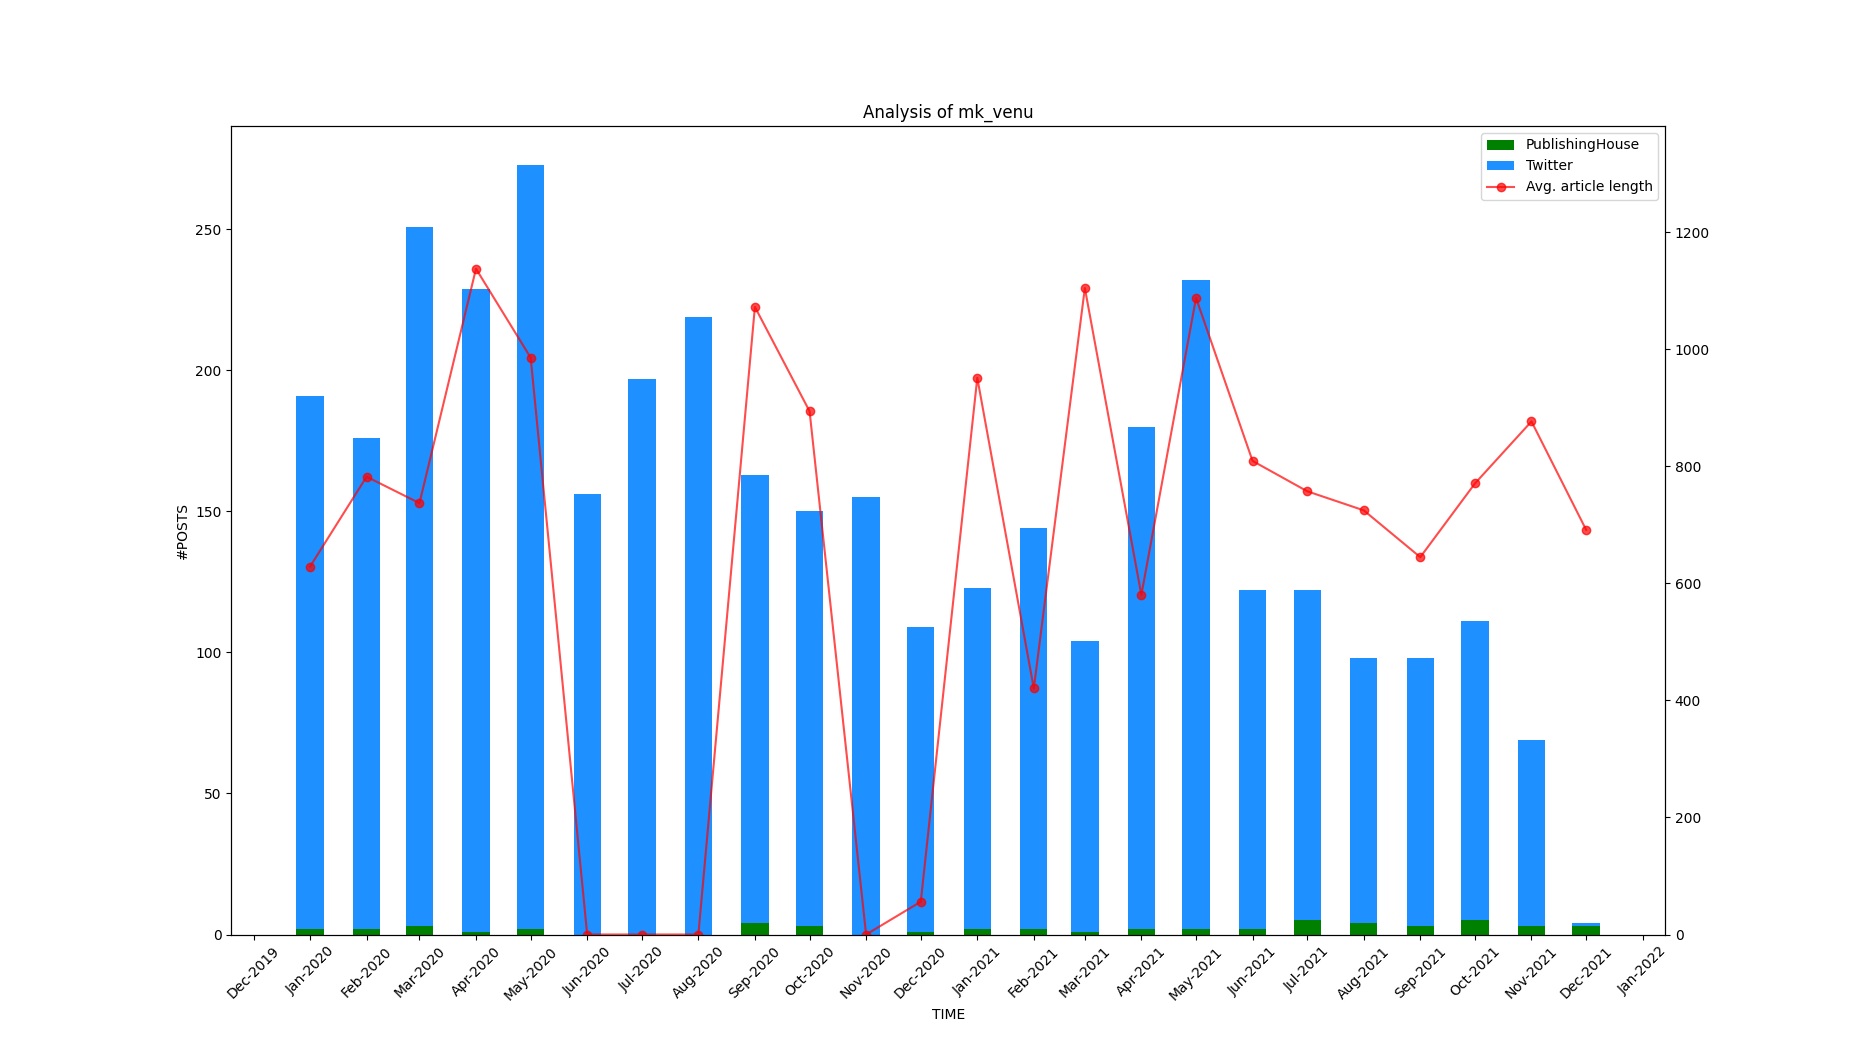 Analysis of mk_venu
PublishingHouse
Twitter
Avg. article length
#POSTS
250
200
150
100
50
0
1200
1000
800
600
400
200
0
Dec-2019
Jan-2020
Feb-2020
Mar-2020
Apr-2020
May-2020
Jun-2020
Jul-2020
Aug-2020
Sep-2020
Oct-2020
Nov-2020
Dec-2020
Jan-2021
Feb-2021
Mar-2021
Apr-2021
May-2021
Jun-2021
Jul-2021
Aug-2021
Sep-2021
Oct-2021
Nov-2021
Dec-2021
Jan-2022
TIME